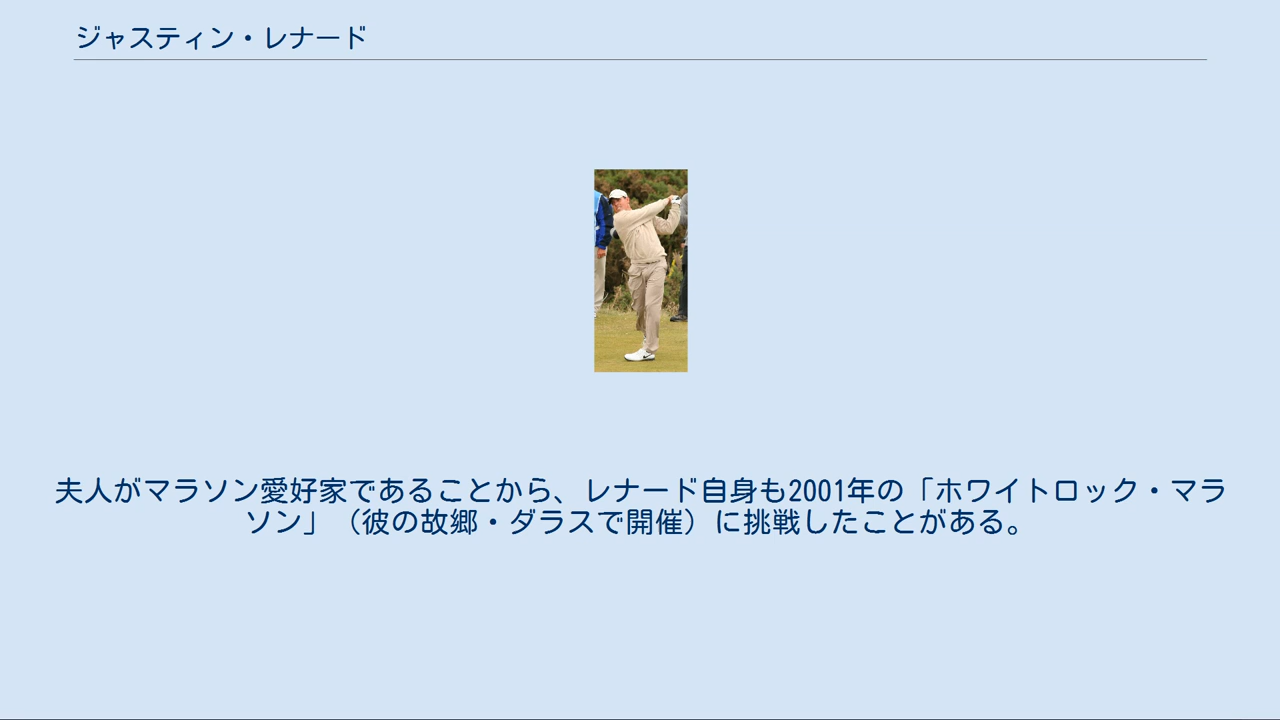 ジャスティン・レナード
夫人がマラソン愛好家であることから、レナード自身も2001年の「ホワイトロック・マラ
ソン」（彼の故郷・ダラスで開催）に挑戦したことがある。